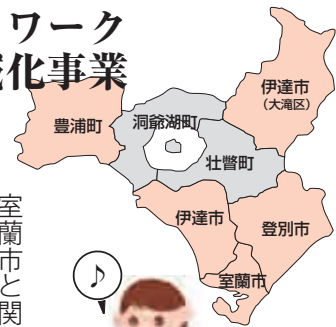 ワーク
化事業
豊浦町
洞爺湖町
伊達市
(大滝区)
壮瞥町
伊達市
登別市
室蘭市
室蘭市と関
♪